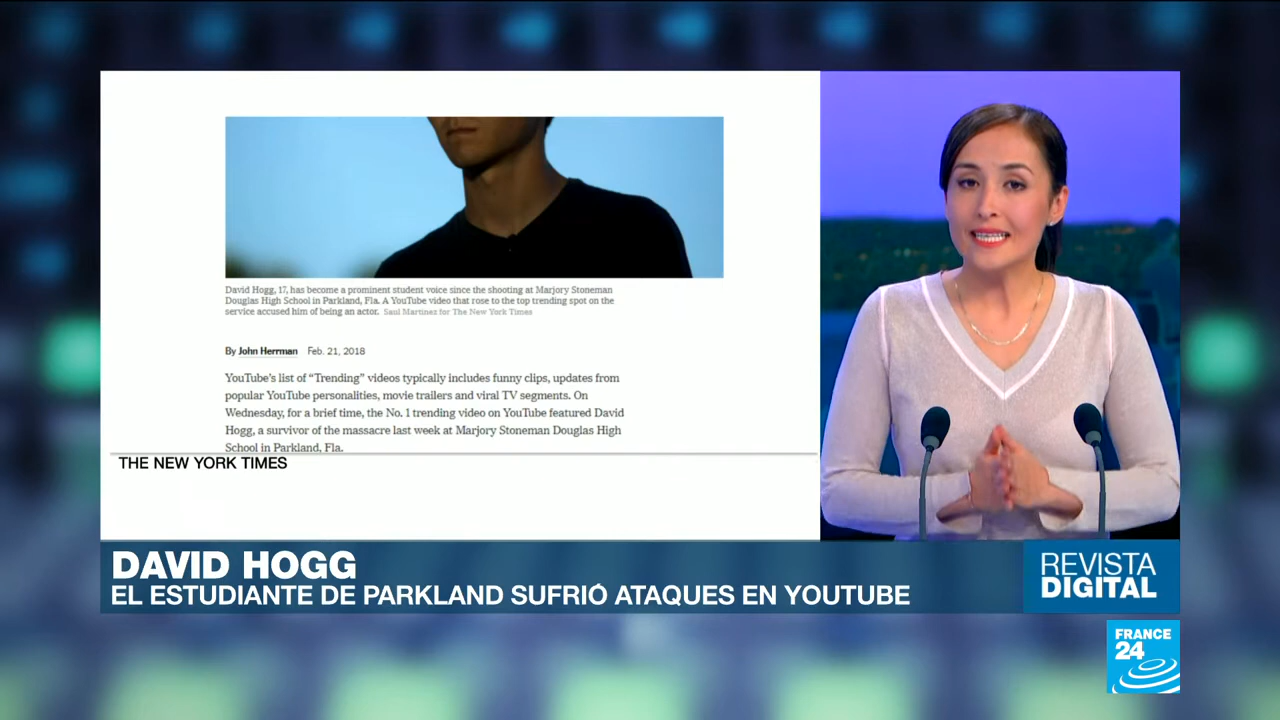 David Hogg, 17, has become a prominent student voice since the shooting at Marjory Stoneman
Douglas High School in Parkland, Fla. A YouTube video that rose to the top trending spot on the
service accused him of being an actor. Saul Martinez for The New York Times
By John Herrman Feb. 21, 2018
YouTube's list of “Trending” videos typically includes funny clips, updates from
popular YouTube personalities, movie trailers and viral TV segments. On
Wednesday, for a brief time, the No. 1 trending video on YouTube featured David
Hogg, a survivor of the massacre last week at Marjory Stoneman Douglas High
School in Parkland, Fla.
THE NEW YORK TIMES
DAVID HOGG
EL ESTUDIANTE DE PARKLAND SUFRIÓ ATAQUES EN YOUTUBE
REVISTA
DIGITAL
FRANCE
24